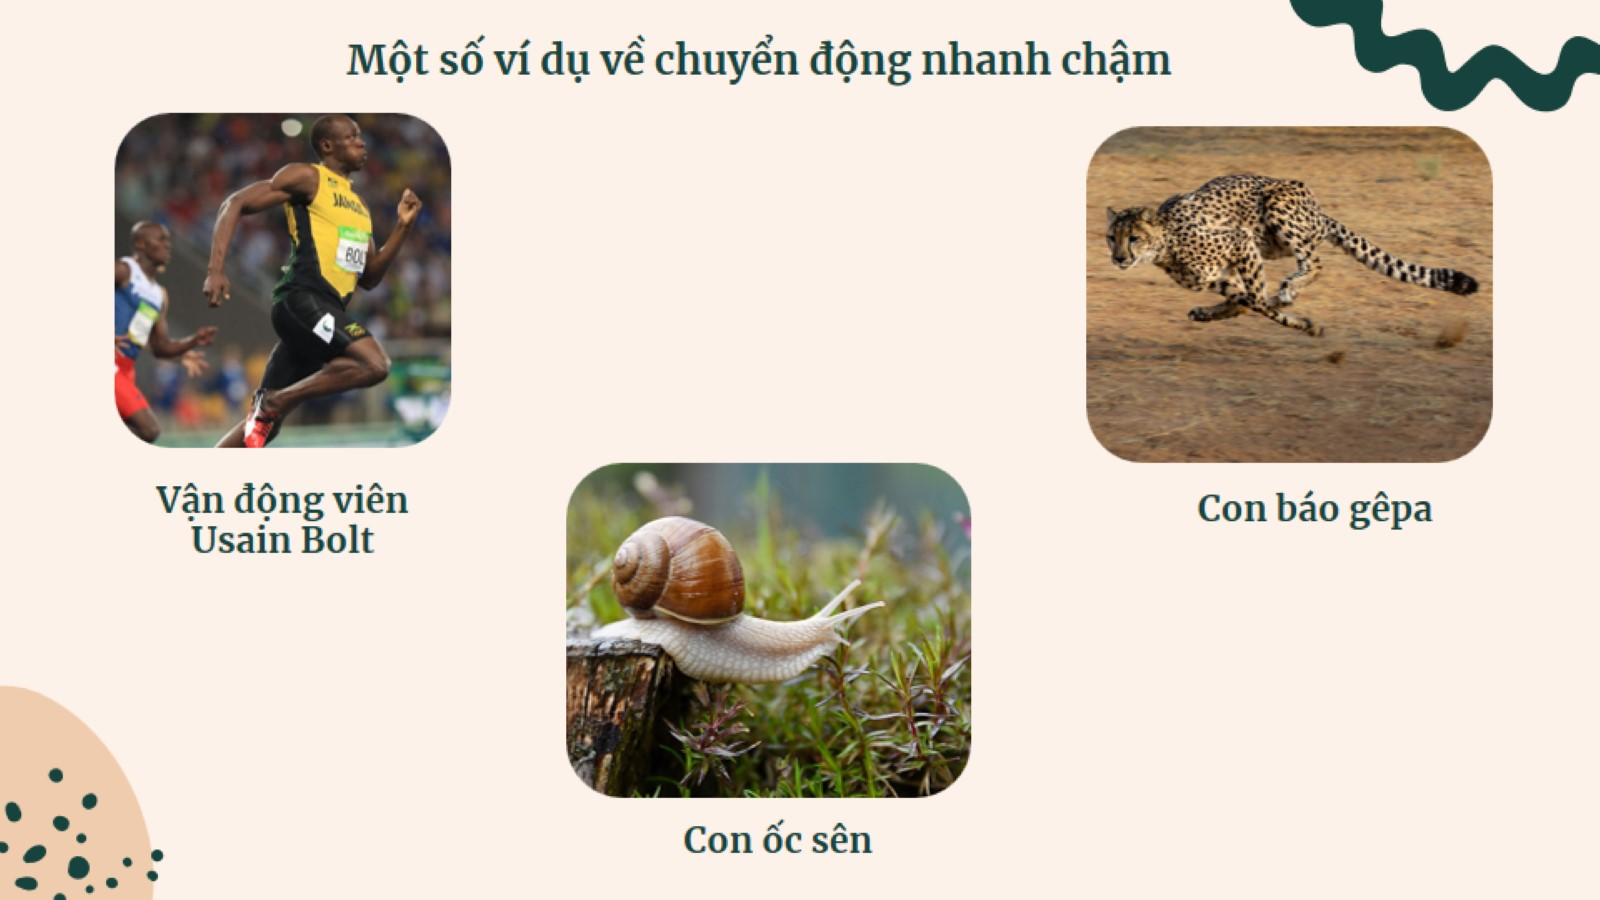 Một số ví dụ về chuyển động nhanh chậm
Vận động viên
Usain Bolt
Con báo gêpa
Con ốc sên